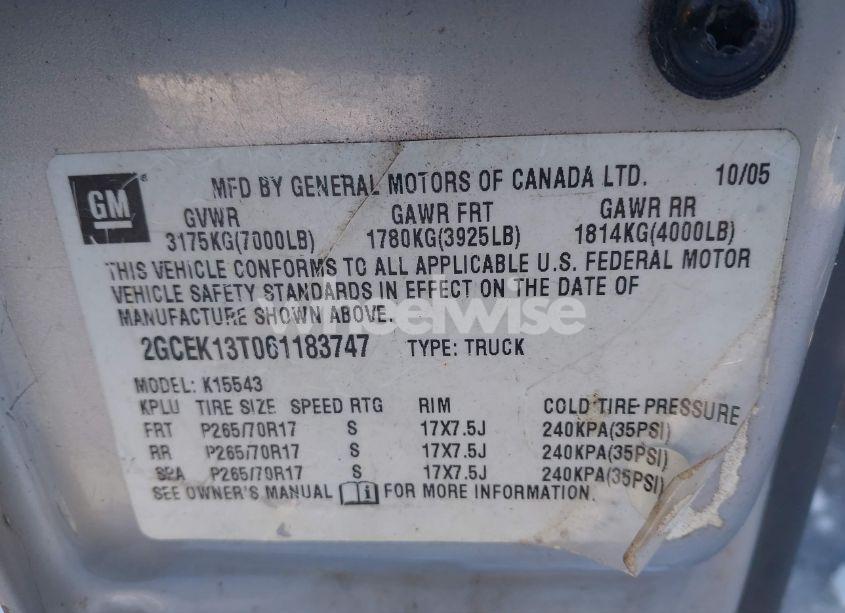 GM
MFD BY GENERAL MOTORS OF CANADA LTD. 10/05
GVWR GAWR FRT GAWR RR
3175KG(7000LB) 1780KG(3925LB) 1814KG(4000LB)
THIS VEHICLE CONFORMS TO ALL APPLICABLE U.S. FEDERAL MOTOR
VEHICLE SAFETY STANDARDS IN EFFECT ON THE DATE OF
MANUFACTURE SHOWN ABOVE.
wheelwise
2GCEK13T061183747 TYPE: TRUCK
MODEL: K15543
KPLU TIRE SIZE SPEED RTG RIM COLD TIRE PRESSURE
FRT P265/70R17 S 17X7.5J 240KPA(35PSI)
RR P265/70R17 S 17X7.5J 240KPA(35PSI)
P265/70R17 S 17X7.5J 240KPA(35PSI)
SEE OWNER'S MANUAL i FOR MORE INFORMATION.